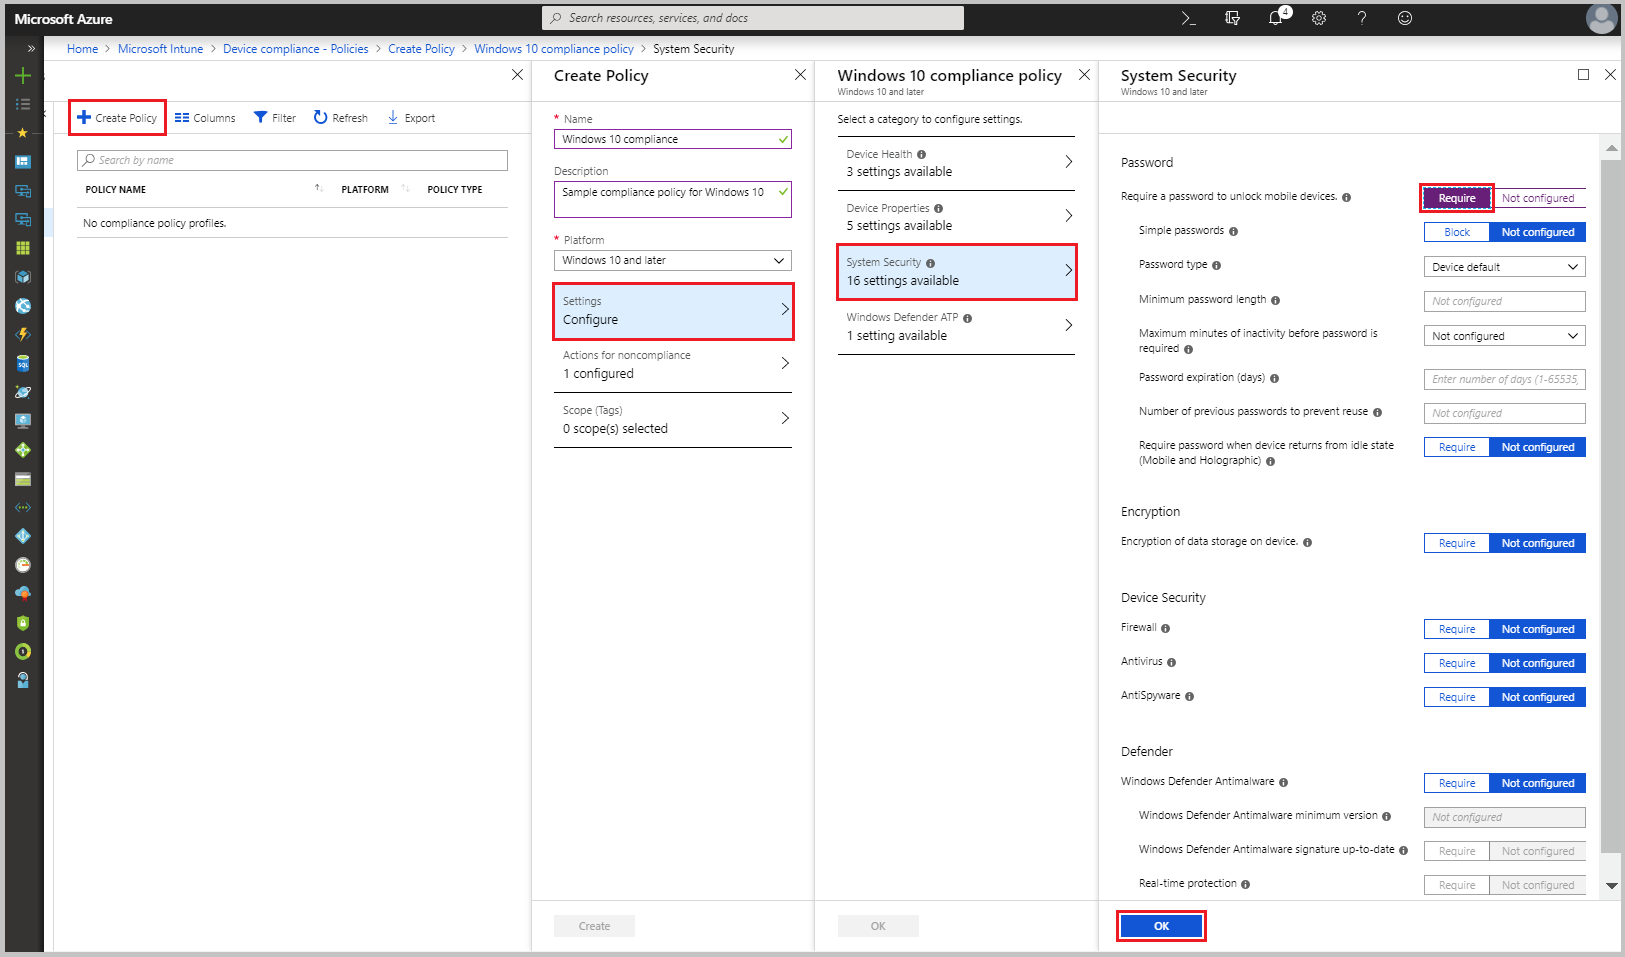 Microsoft Azure
Search resources, services, and docs
4
Home > Microsoft Intune > Device compliance - Policies > Create Policy > Windows 10 compliance policy > System Security
Create Policy
Columns
Filter
Refresh
Export
Search by name
POLICY NAME
PLATFORM
POLICY TYPE
No compliance policy profiles.
Create Policy
* Name
Windows 10 compliance
Description
Sample compliance policy for Windows 10
* Platform
Windows 10 and later
Settings
Configure
Actions for noncompliance
1 configured
Scope (Tags)
0 scope(s) selected
Create
Windows 10 compliance policy
Windows 10 and later
Select a category to configure settings.
Device Health
3 settings available
Device Properties
5 settings available
System Security
16 settings available
Windows Defender ATP
1 setting available
OK
System Security
Windows 10 and later
Password
Require a password to unlock mobile devices.
Require
Not configured
Simple passwords
Block
Not configured
Password type
Device default
Minimum password length
Not configured
Maximum minutes of inactivity before password is
required
Not configured
Password expiration (days)
Enter number of days (1-65535,
Number of previous passwords to prevent reuse
Not configured
Require password when device returns from idle state
(Mobile and Holographic)
Require
Not configured
Encryption
Encryption of data storage on device.
Require
Not configured
Device Security
Firewall
Require
Not configured
Antivirus
Require
Not configured
AntiSpyware
Require
Not configured
Defender
Windows Defender Antimalware
Require
Not configured
Windows Defender Antimalware minimum version
Not configured
Windows Defender Antimalware signature up-to-date
Require
Not configured
Real-time protection
Require
Not configured
OK